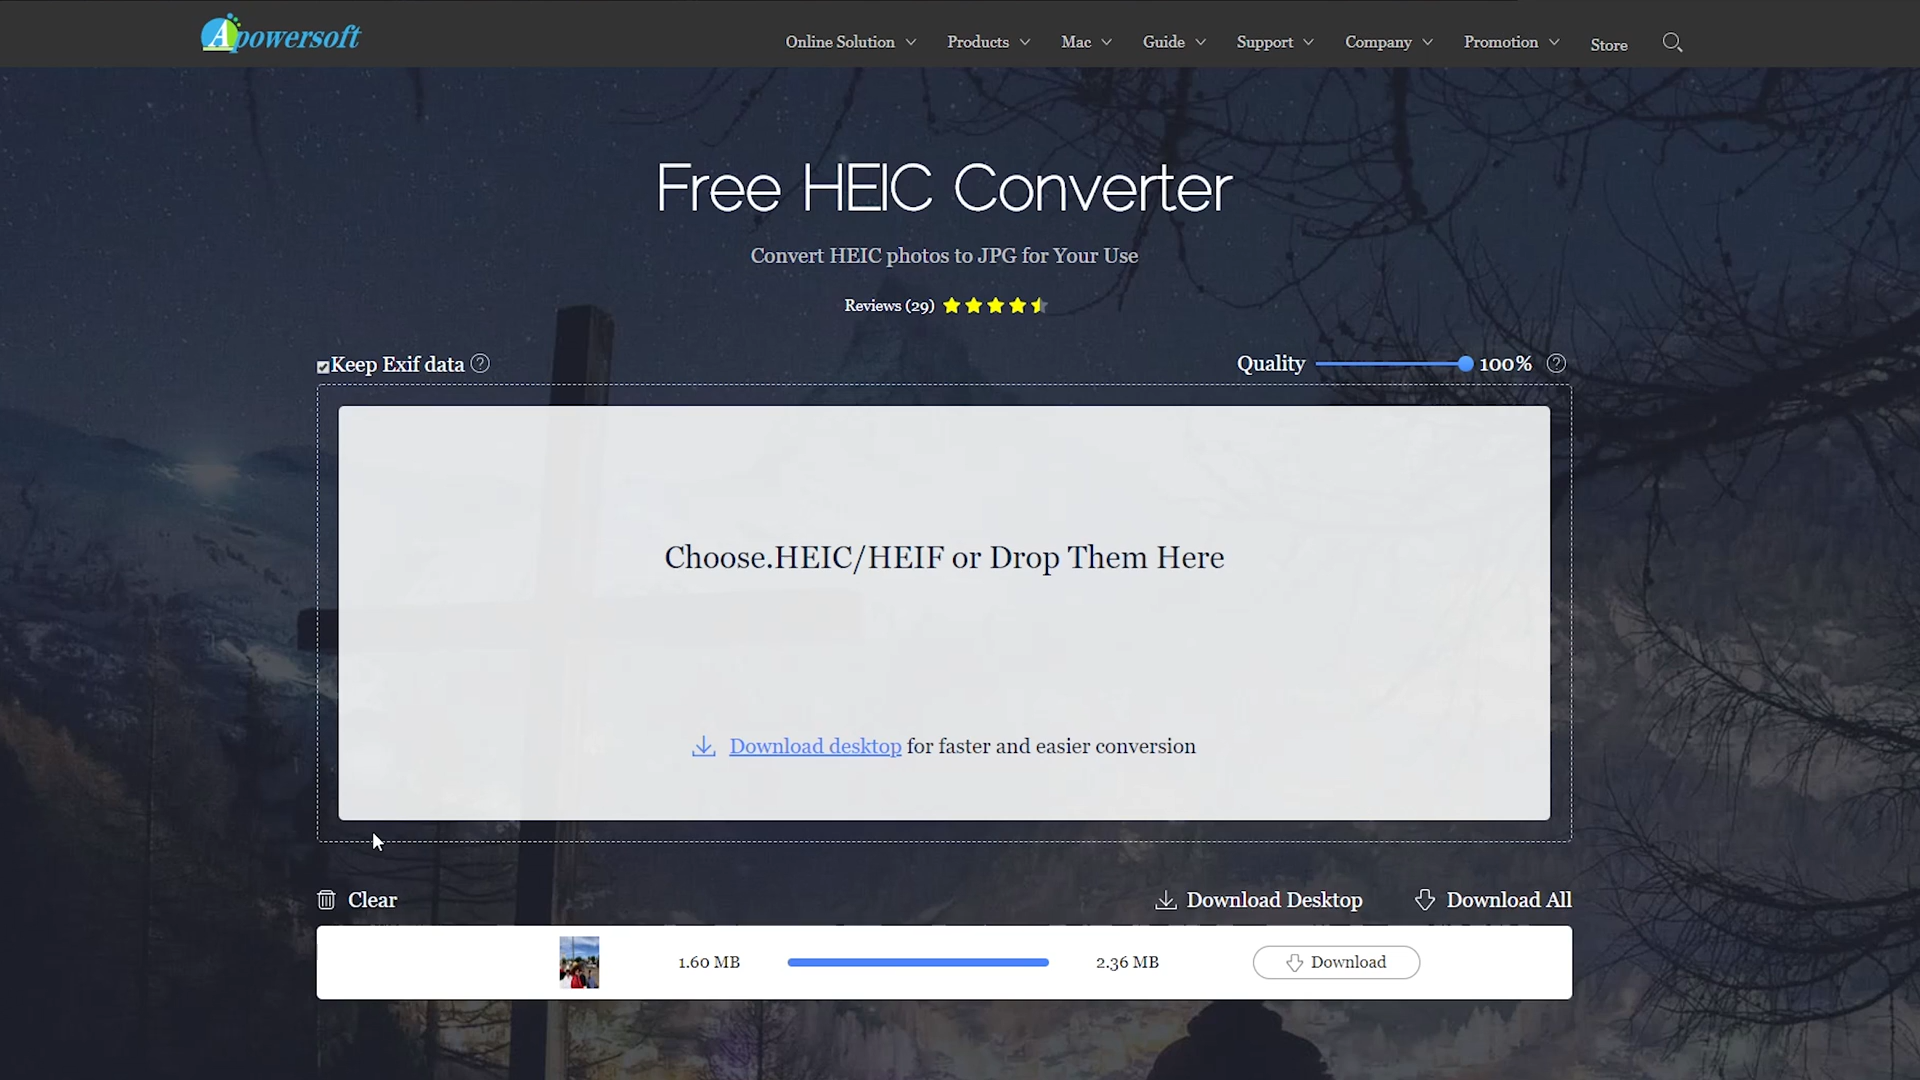 Apowersoft
Online Solution
Products
Mac
Guide
Support
Company
Promotion
Store
Free HEIC Converter
Convert HEIC photos to JPG for Your Use
Reviews (29)
Keep Exif data ?
Quality 100% ?
Choose.HEIC/HEIF or Drop Them Here
Download desktop for faster and easier conversion
Clear
Download Desktop
Download All
1.60 MB
2.36 MB
Download